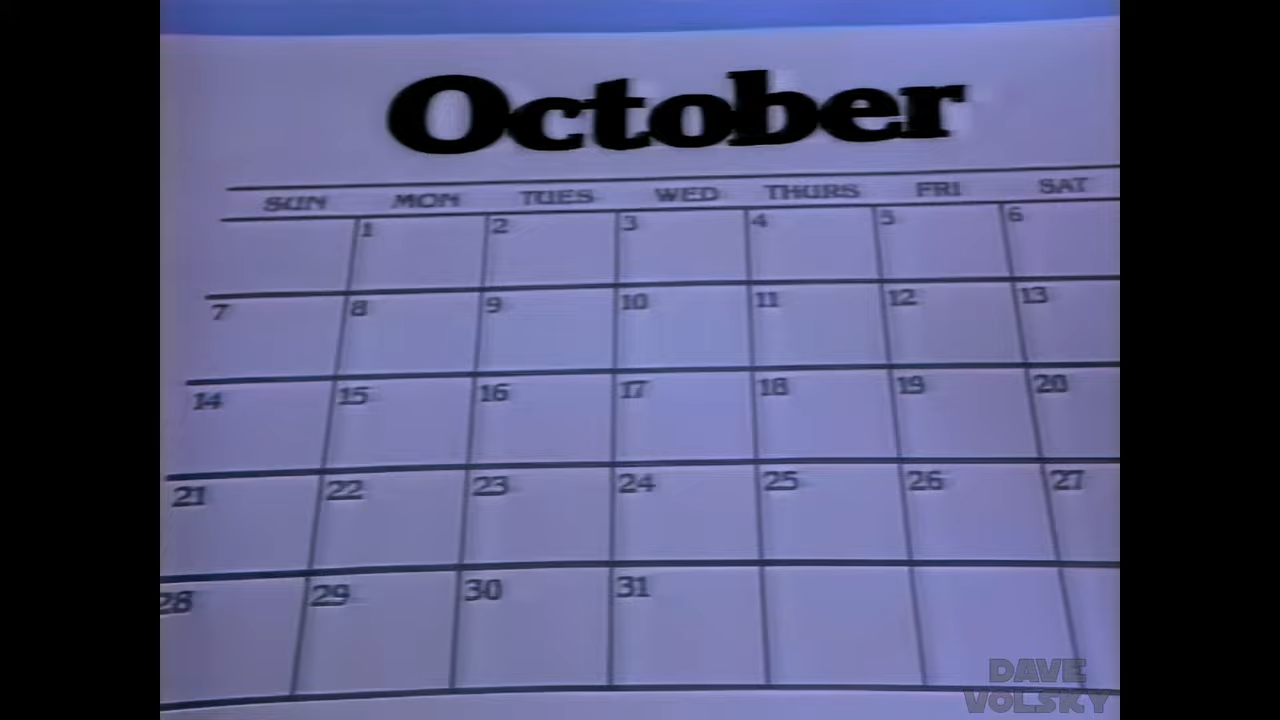 October
SUN MON TUES WED THURS FRI SAT
1 2 3 4 5 6
7 8 9 10 11 12 13
14 15 16 17 18 19 20
21 22 23 24 25 26 27
28 29 30 31
DAVE
VOLSKY